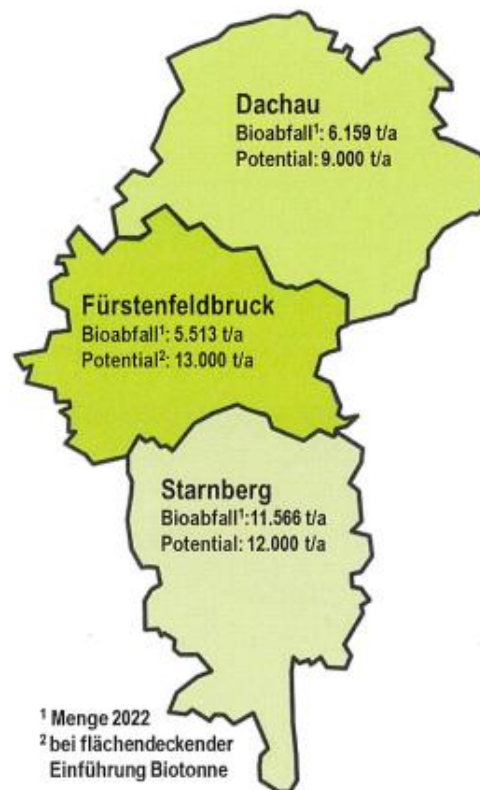 Dachau
Bioabfall¹: 6.159 t/a
Potential: 9.000 t/a
Fürstenfeldbruck
Bioabfall¹: 5.513 t/a
Potential²: 13.000 t/a
Starnberg
Bioabfall¹:11.566 t/a
Potential: 12.000 t/a
¹ Menge 2022
² bei flächendeckender
Einführung Biotonne